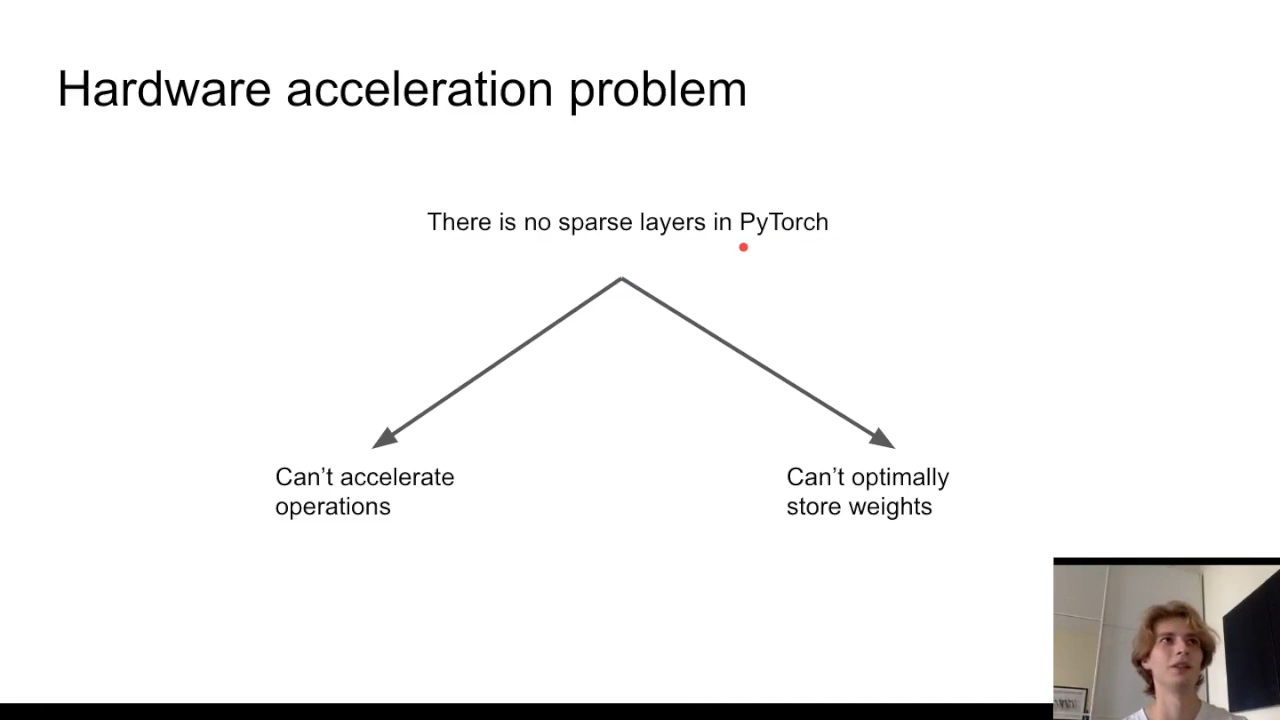 Hardware acceleration problem
There is no sparse layers in PyTorch
Can’t accelerate
operations
Can’t optimally
store weights